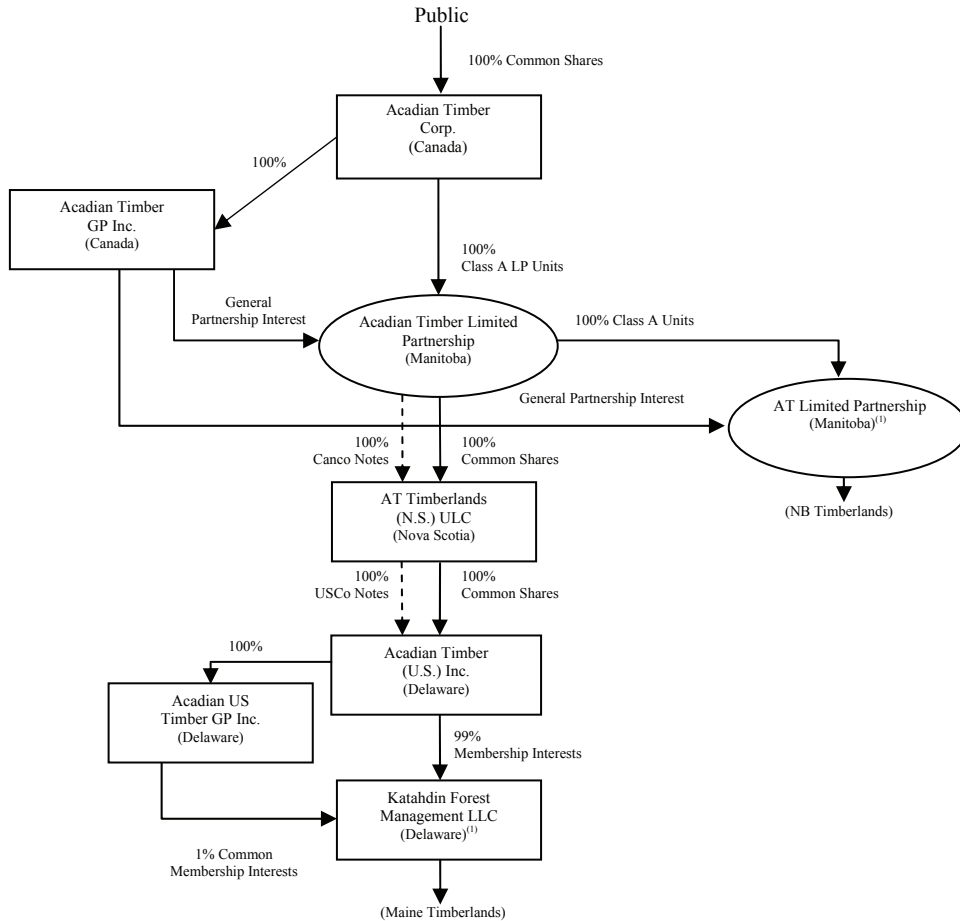 Public
100% Common Shares
Acadian Timber
Corp.
(Canada)
100%
Acadian Timber
GP Inc.
(Canada)
100%
Class A LP Units
General
Partnership Interest
Acadian Timber Limited
Partnership
(Manitoba)
100% Class A Units
General Partnership Interest
AT Limited Partnership
(Manitoba)(1)
100%
Canco Notes
100%
Common Shares
(NB Timberlands)
AT Timberlands
(N.S.) ULC
(Nova Scotia)
100%
USCo Notes
100%
Common Shares
Acadian Timber
(U.S.) Inc.
(Delaware)
100%
Acadian US
Timber GP Inc.
(Delaware)
99%
Membership Interests
Katahdin Forest
Management LLC
(Delaware)(1)
1% Common
Membership Interests
(Maine Timberlands)